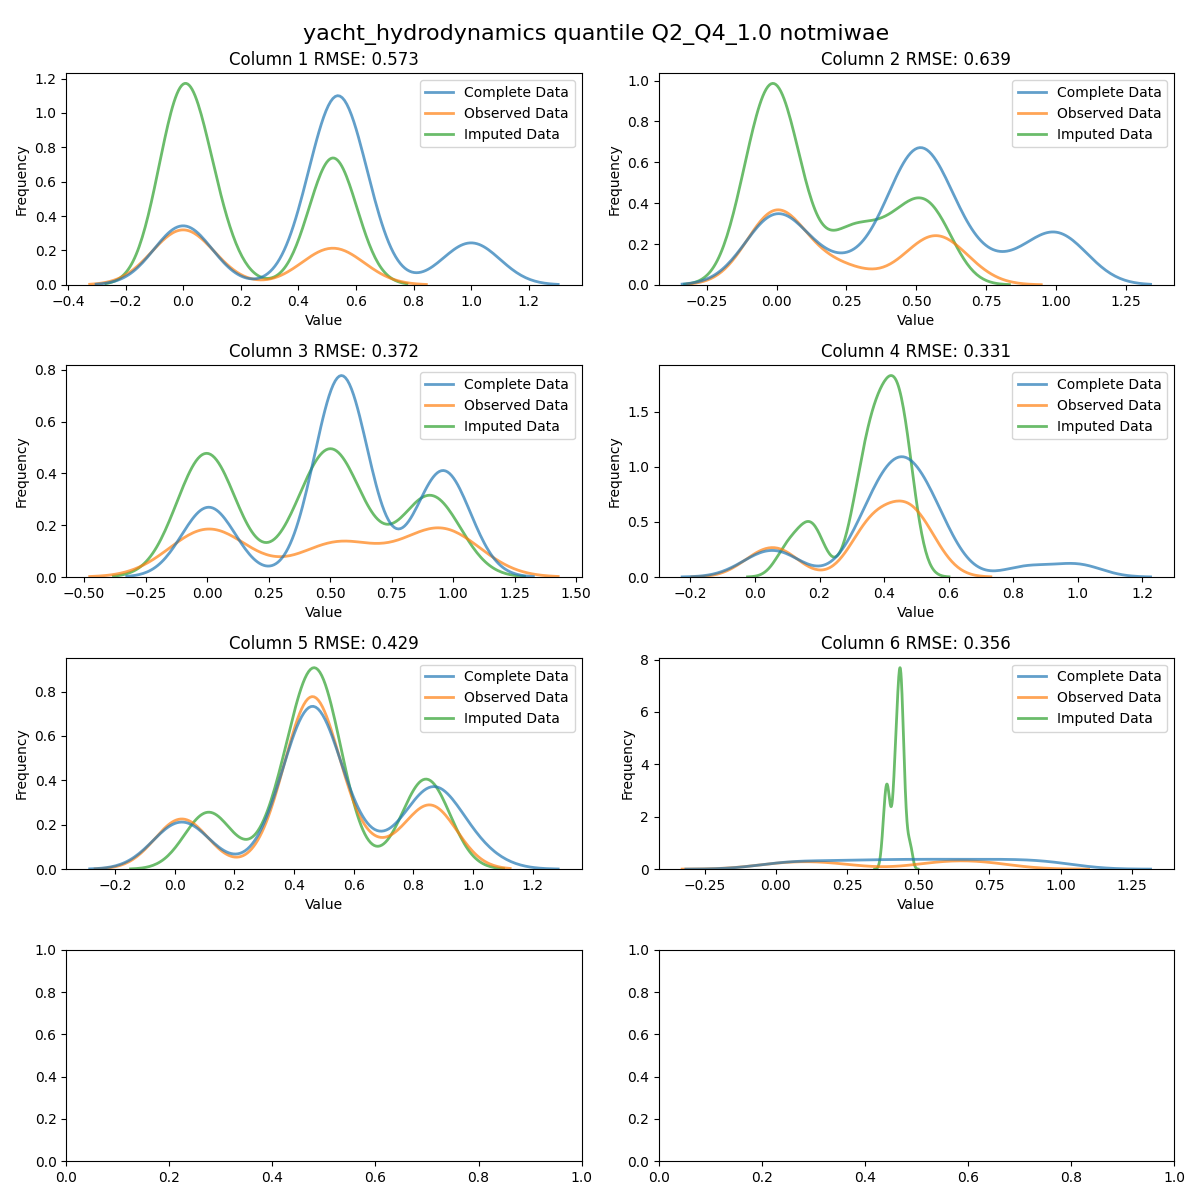 yacht_hydrodynamics quantile Q2_Q4_1.0 notmiwae
Column 1 RMSE: 0.573
Frequency
1.2
1.0
0.8
0.6
0.4
0.2
0.0
Complete Data
Observed Data
Imputed Data
−0.4 −0.2 0.0 0.2 0.4 0.6 0.8 1.0 1.2
Value
Column 2 RMSE: 0.639
Frequency
1.0
0.8
0.6
0.4
0.2
0.0
Complete Data
Observed Data
Imputed Data
−0.25 0.00 0.25 0.50 0.75 1.00 1.25
Value
Column 3 RMSE: 0.372
Frequency
0.8
0.6
0.4
0.2
0.0
Complete Data
Observed Data
Imputed Data
−0.50 −0.25 0.00 0.25 0.50 0.75 1.00 1.25 1.50
Value
Column 4 RMSE: 0.331
Frequency
1.5
1.0
0.5
0.0
Complete Data
Observed Data
Imputed Data
−0.2 0.0 0.2 0.4 0.6 0.8 1.0 1.2
Value
Column 5 RMSE: 0.429
Frequency
0.8
0.6
0.4
0.2
0.0
Complete Data
Observed Data
Imputed Data
−0.2 0.0 0.2 0.4 0.6 0.8 1.0 1.2
Value
Column 6 RMSE: 0.356
Frequency
8
6
4
2
0
Complete Data
Observed Data
Imputed Data
−0.25 0.00 0.25 0.50 0.75 1.00 1.25
Value
1.0
0.8
0.6
0.4
0.2
0.0
0.0 0.2 0.4 0.6 0.8 1.0
1.0
0.8
0.6
0.4
0.2
0.0
0.0 0.2 0.4 0.6 0.8 1.0